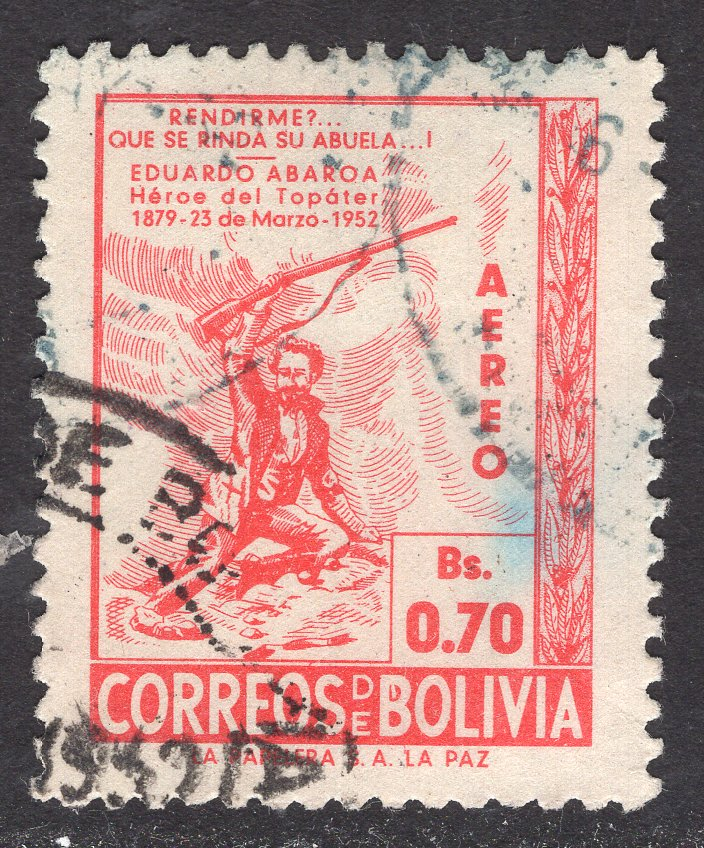 RENDIRME?...
QUE SE RINDA SU ABUELA...!
EDUARDO ABAROA
Héroe del Topáter
1879-23 de Marzo-1952
AEREO
Bs.
0.70
CORREOS DE BOLIVIA
LA PAPELERA S. A. LA PAZ